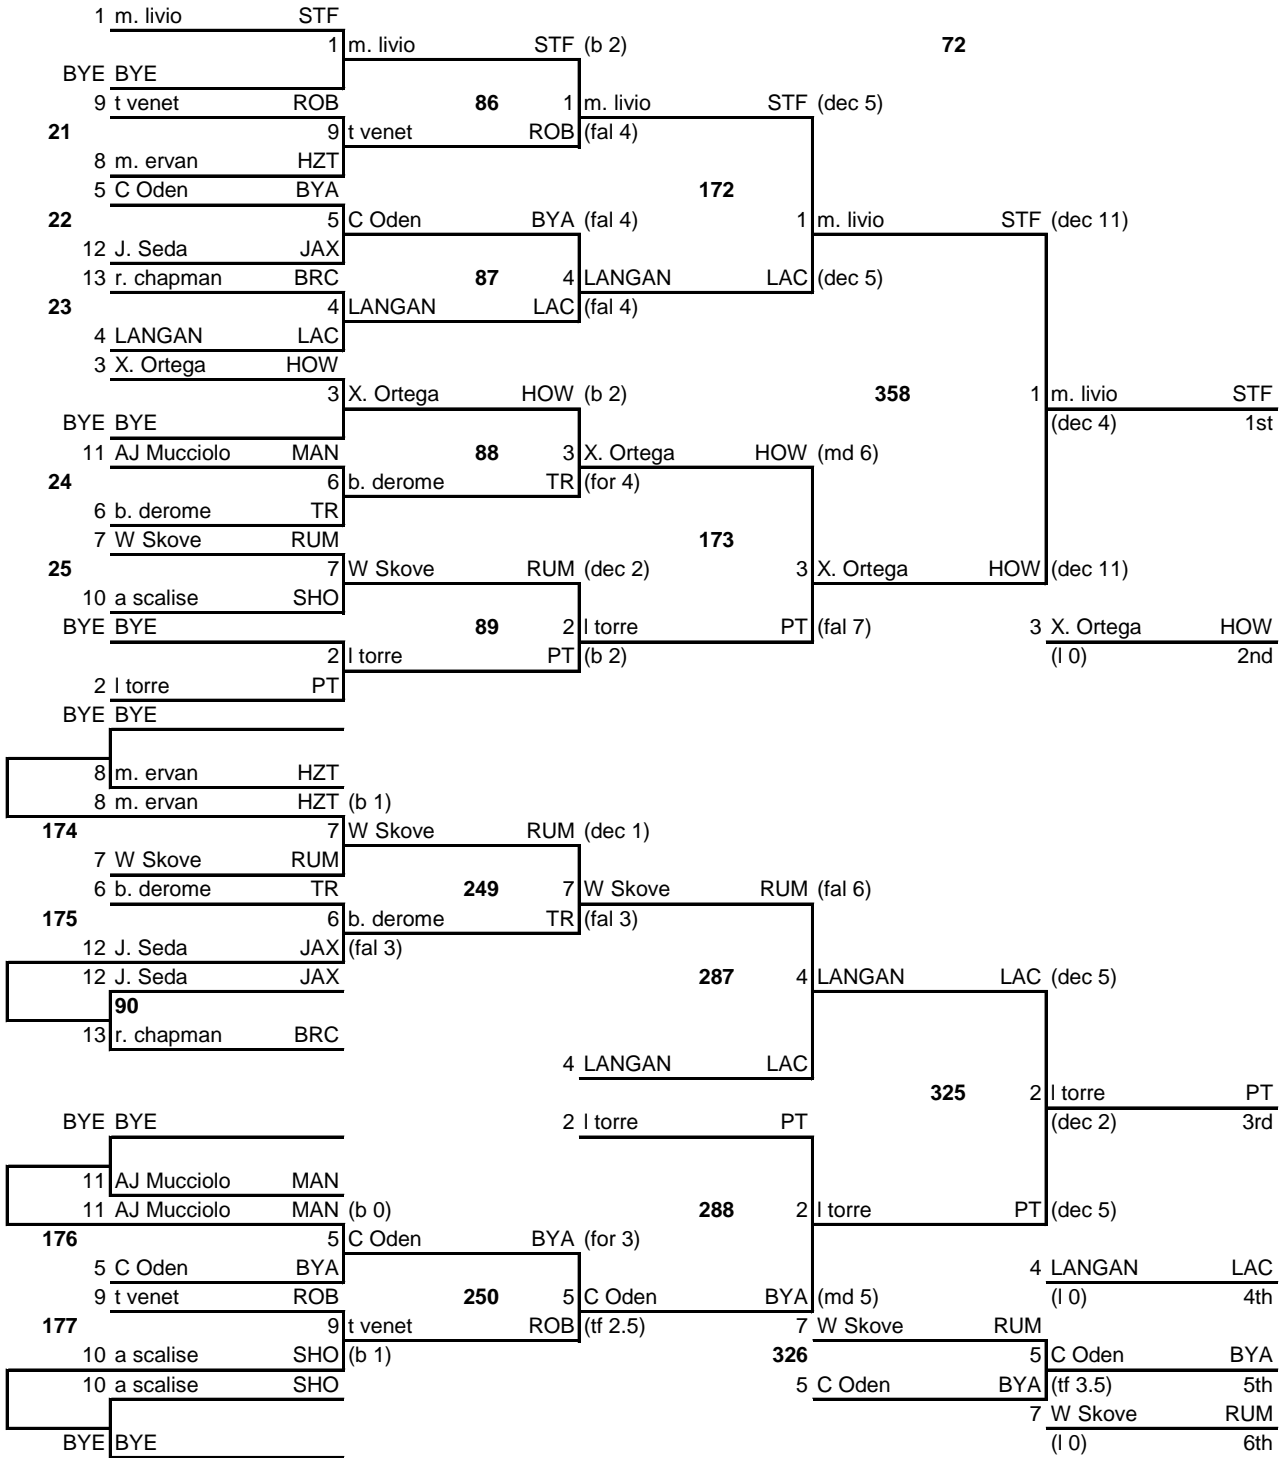 1 m. livio STF
1 m. livio STF (b 2) 72
BYE BYE
9 t venet ROB 86 1 m. livio STF (dec 5)
21 9 t venet ROB (fal 4)
8 m. ervan HZT
5 C Oden BYA 172
22 5 C Oden BYA (fal 4) 1 m. livio STF (dec 11)
12 J. Seda JAX
13 r. chapman BRC 87 4 LANGAN LAC (dec 5)
23 4 LANGAN LAC (fal 4)
4 LANGAN LAC
3 X. Ortega HOW
3 X. Ortega HOW (b 2) 358 1 m. livio STF
BYE BYE (dec 4) 1st
11 AJ Mucciolo MAN 88 3 X. Ortega HOW (md 6)
24 6 b. derome TR (for 4)
6 b. derome TR
7 W Skove RUM 173
25 7 W Skove RUM (dec 2) 3 X. Ortega HOW (dec 11)
10 a scalise SHO
BYE BYE 89 2 l torre PT (fal 7) 3 X. Ortega HOW
2 l torre PT (b 2) (l 0) 2nd
2 l torre PT
BYE BYE
8 m. ervan HZT
8 m. ervan HZT (b 1)
174 7 W Skove RUM (dec 1)
7 W Skove RUM
6 b. derome TR 249 7 W Skove RUM (fal 6)
175 6 b. derome TR (fal 3)
12 J. Seda JAX (fal 3)
12 J. Seda JAX 287 4 LANGAN LAC (dec 5)
90
13 r. chapman BRC
4 LANGAN LAC
325 2 l torre PT
BYE BYE 2 l torre PT (dec 2) 3rd
11 AJ Mucciolo MAN
11 AJ Mucciolo MAN (b 0) 288 2 l torre PT (dec 5)
176 5 C Oden BYA (for 3)
5 C Oden BYA 4 LANGAN LAC
9 t venet ROB 250 5 C Oden BYA (md 5) (l 0) 4th
177 9 t venet ROB (tf 2.5) 7 W Skove RUM
10 a scalise SHO (b 1) 326 5 C Oden BYA
10 a scalise SHO 5 C Oden BYA (tf 3.5) 5th
7 W Skove RUM
BYE BYE (l 0) 6th